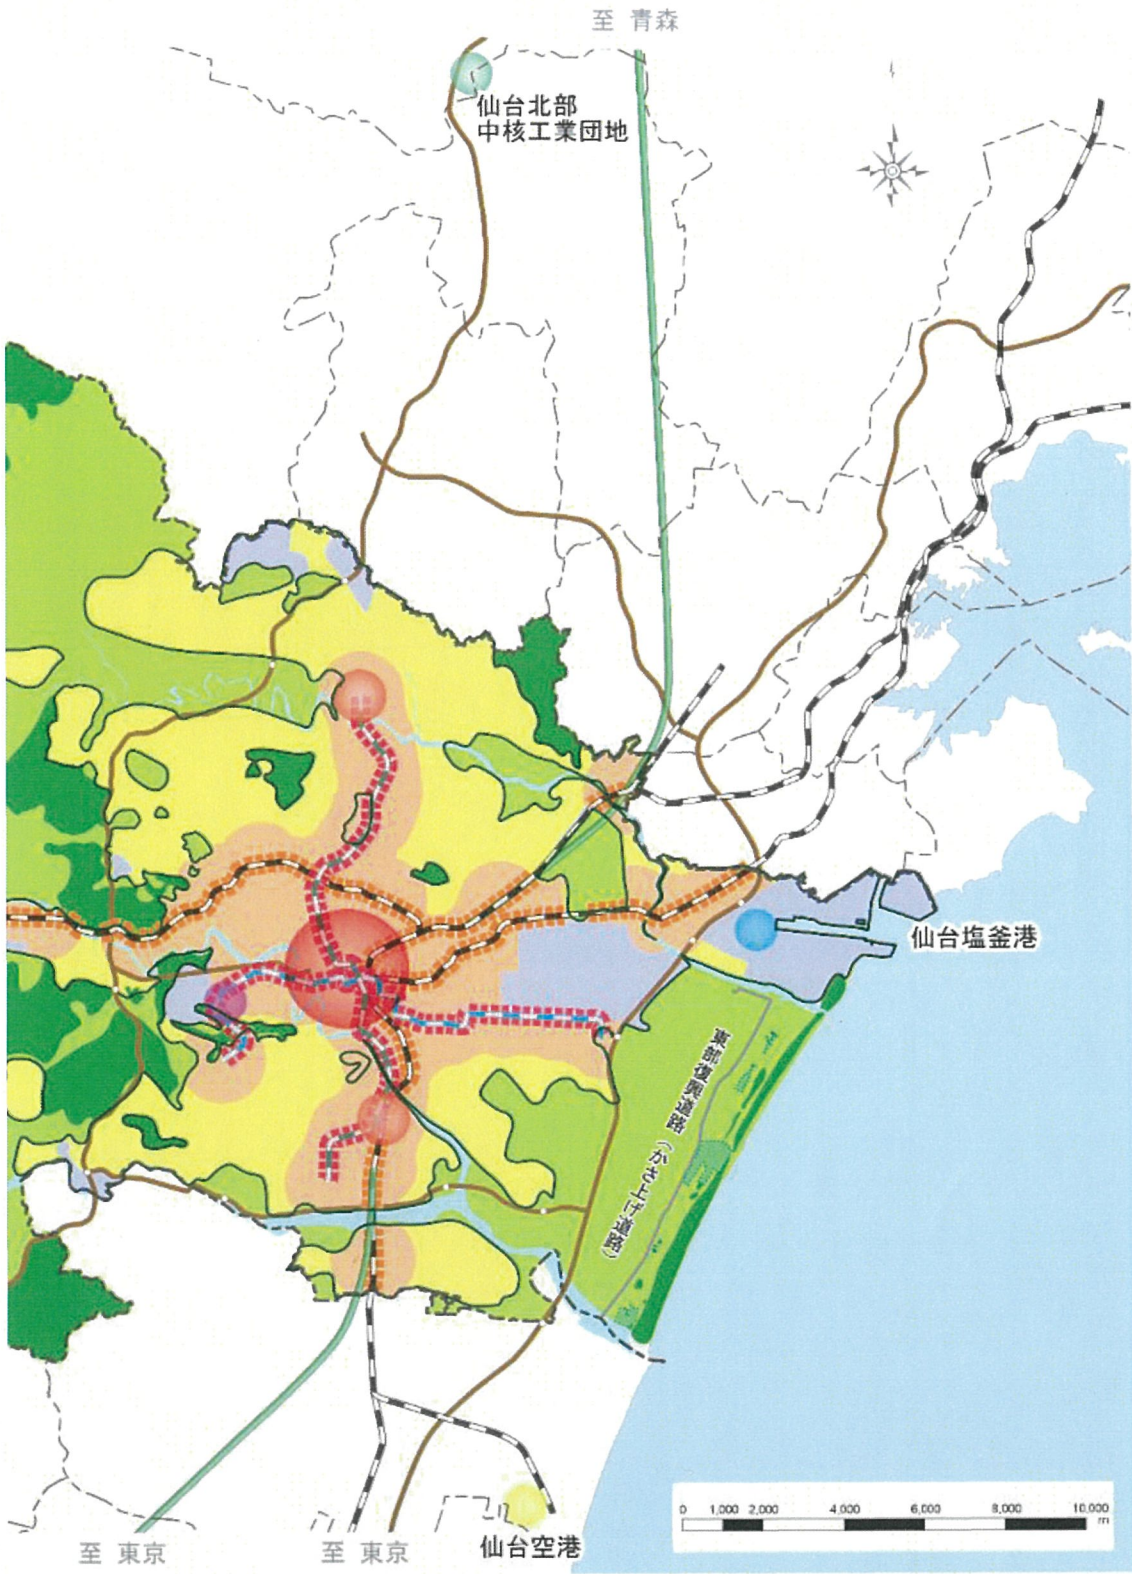 至 青森
仙台北部
中核工業団地
仙台塩釜港
東部復興道路(かさ上げ道路)
0 1,000 2,000 4,000 6,000 8,000 10,000
m
仙台空港
至 東京
至 東京